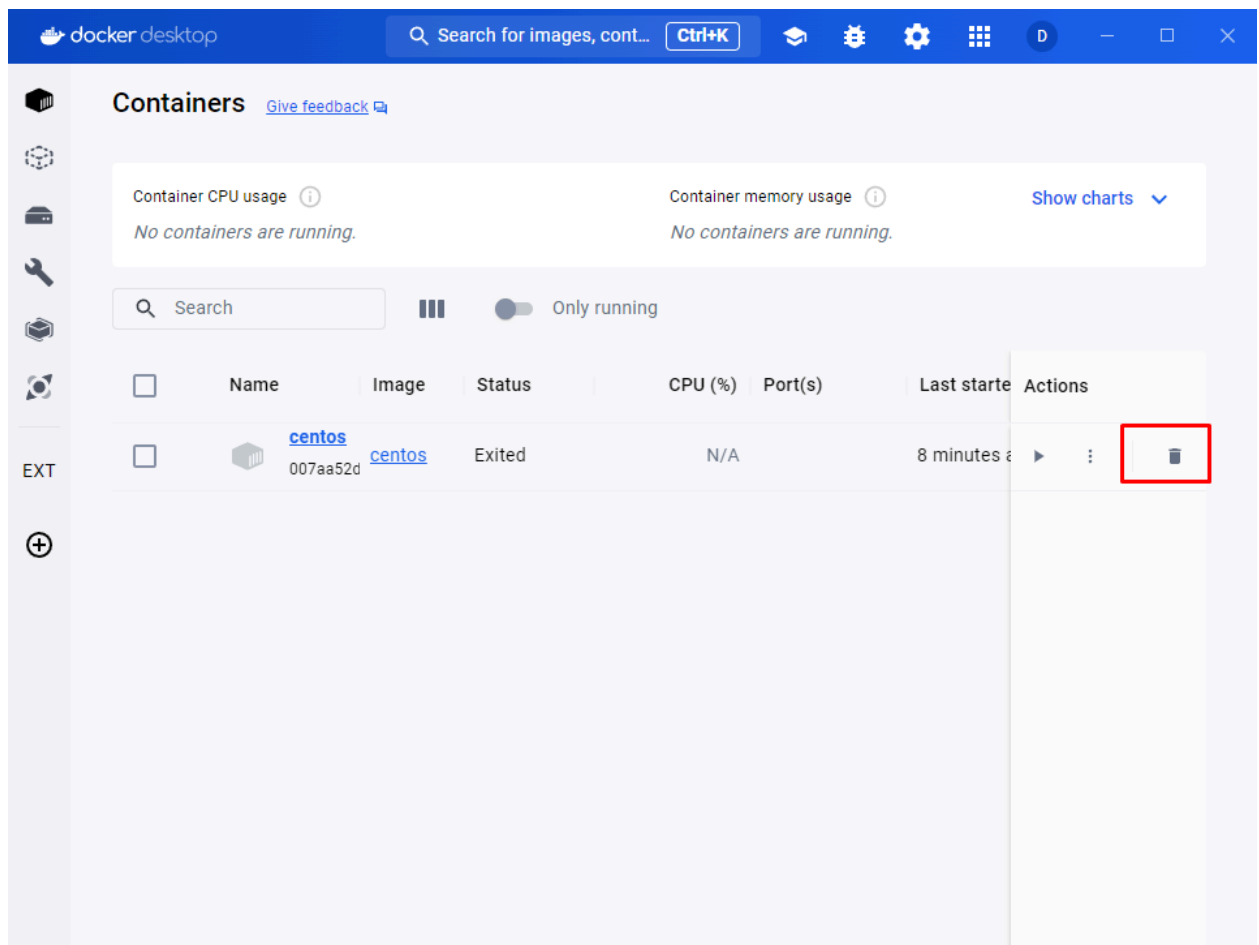 docker desktop
Search for images, cont... Ctrl+K
D
Containers Give feedback
Container CPU usage
Container memory usage
Show charts
No containers are running.
No containers are running.
Search
Only running
Name Image Status CPU (%) Port(s) Last starte Actions
centos
007aa52d
centos Exited N/A 8 minutes a
EXT